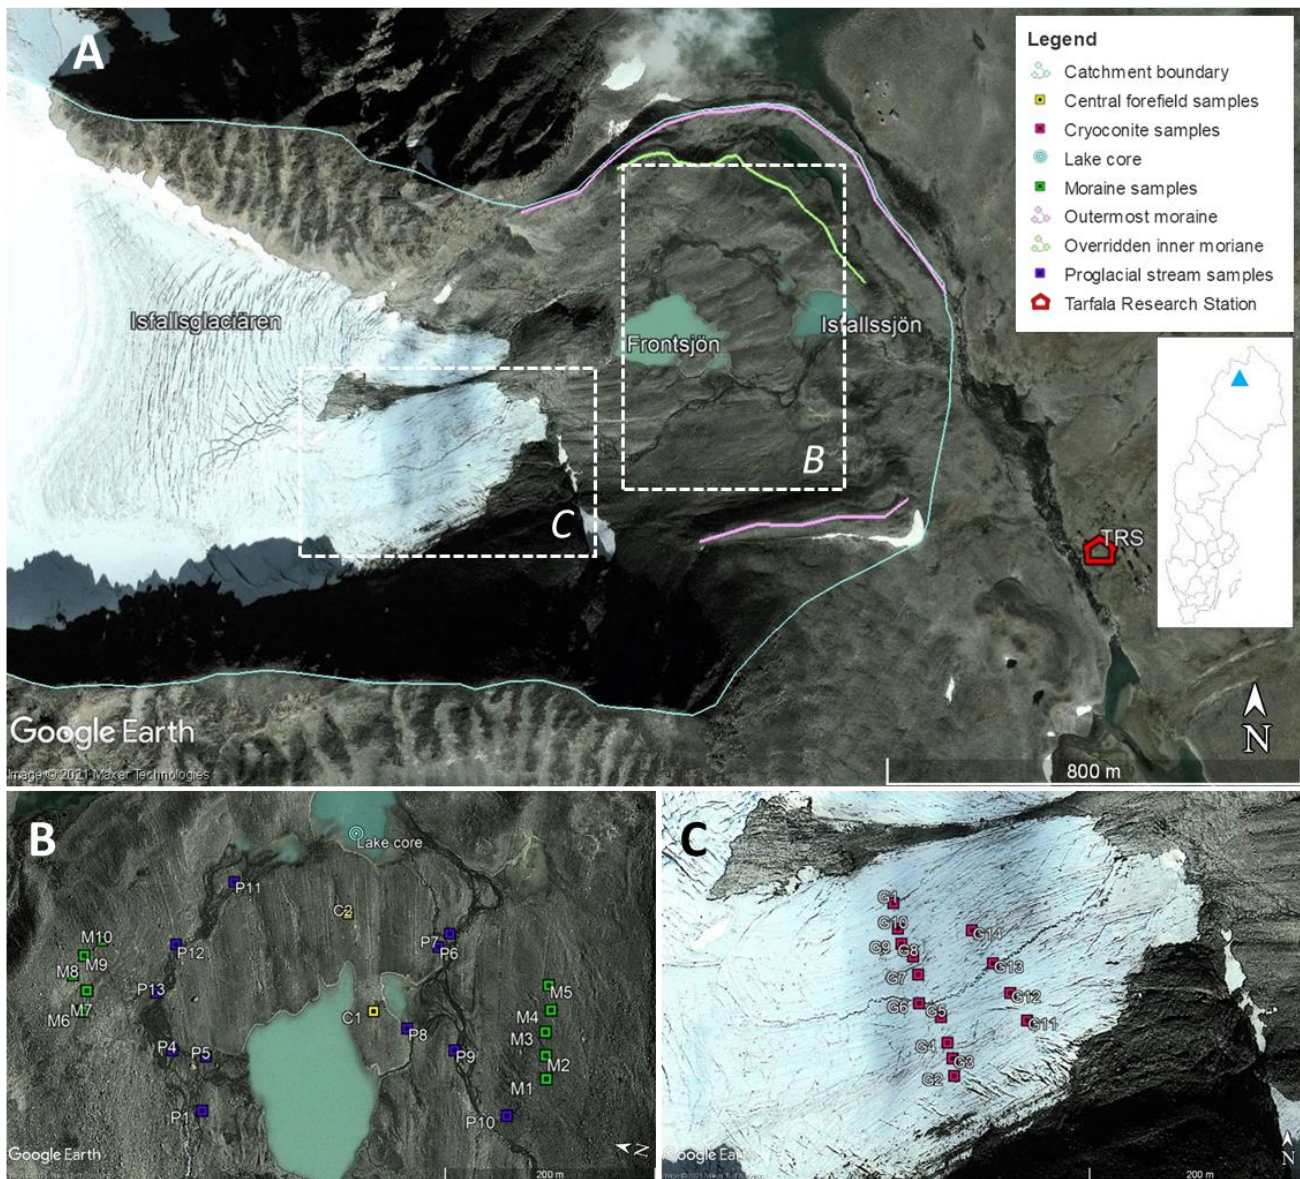 A
Legend
Catchment boundary
Central forefield samples
Cryoconite samples
Lake core
Moraine samples
Outermost moraine
Overridden inner moriane
Proglacial stream samples
Tarfala Research Station
Isfallsglaciären
Frontsjön
Isfallssjön
B
C
TRS
Google Earth
Image © 2021 Maxar Technologies
N
800 m
B
Lake core
P11
C2
M10
P12
P7
P6
M9
M8
M5
P13
M7
M6
C1
M4
P8
M3
P4
P5
P9
M2
M1
P1
P10
Google Earth
N
200 m
C
G1
G10
G14
G9
G8
G13
G7
G12
G6
G5
G11
G4
G3
G2
Google Earth
N
200 m